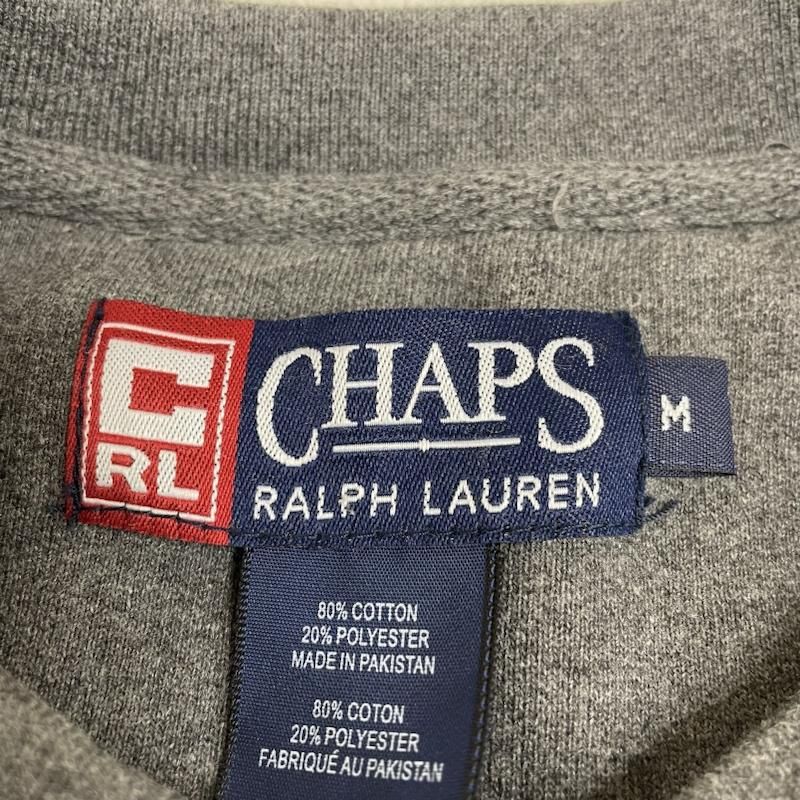 C
RL
CHAPS
RALPH LAUREN
M
80% COTTON
20% POLYESTER
MADE IN PAKISTAN
80% COTON
20% POLYESTER
FABRIQUÉ AU PAKISTAN